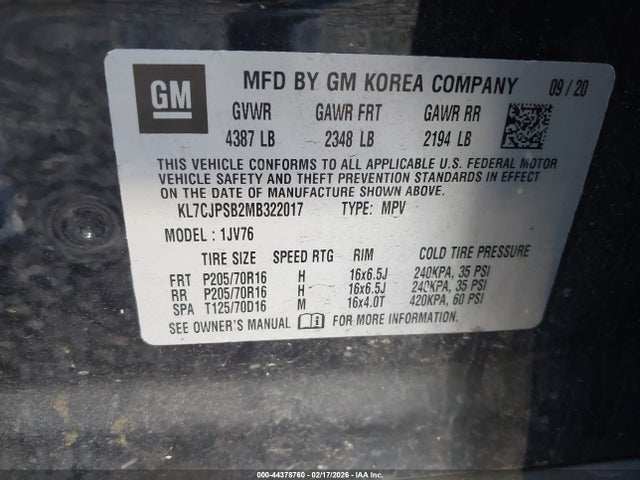 GM
MFD BY GM KOREA COMPANY 09/20
GVWR GAWR FRT GAWR RR
4387 LB 2348 LB 2194 LB
THIS VEHICLE CONFORMS TO ALL APPLICABLE U.S. FEDERAL MOTOR
VEHICLE SAFETY AND THEFT PREVENTION STANDARDS IN EFFECT ON
THE DATE OF MANUFACTURE SHOWN ABOVE.
KL7CJPSB2MB322017 TYPE: MPV
MODEL : 1JV76
TIRE SIZE SPEED RTG RIM COLD TIRE PRESSURE
FRT P205/70R16 H 16x6.5J 240KPA, 35 PSI
RR P205/70R16 H 16x6.5J 240KPA, 35 PSI
SPA T125/70D16 M 16x4.0T 420KPA, 60 PSI
SEE OWNER'S MANUAL FOR MORE INFORMATION.
000-44378760 - 02/17/2026 - IAAI.COM